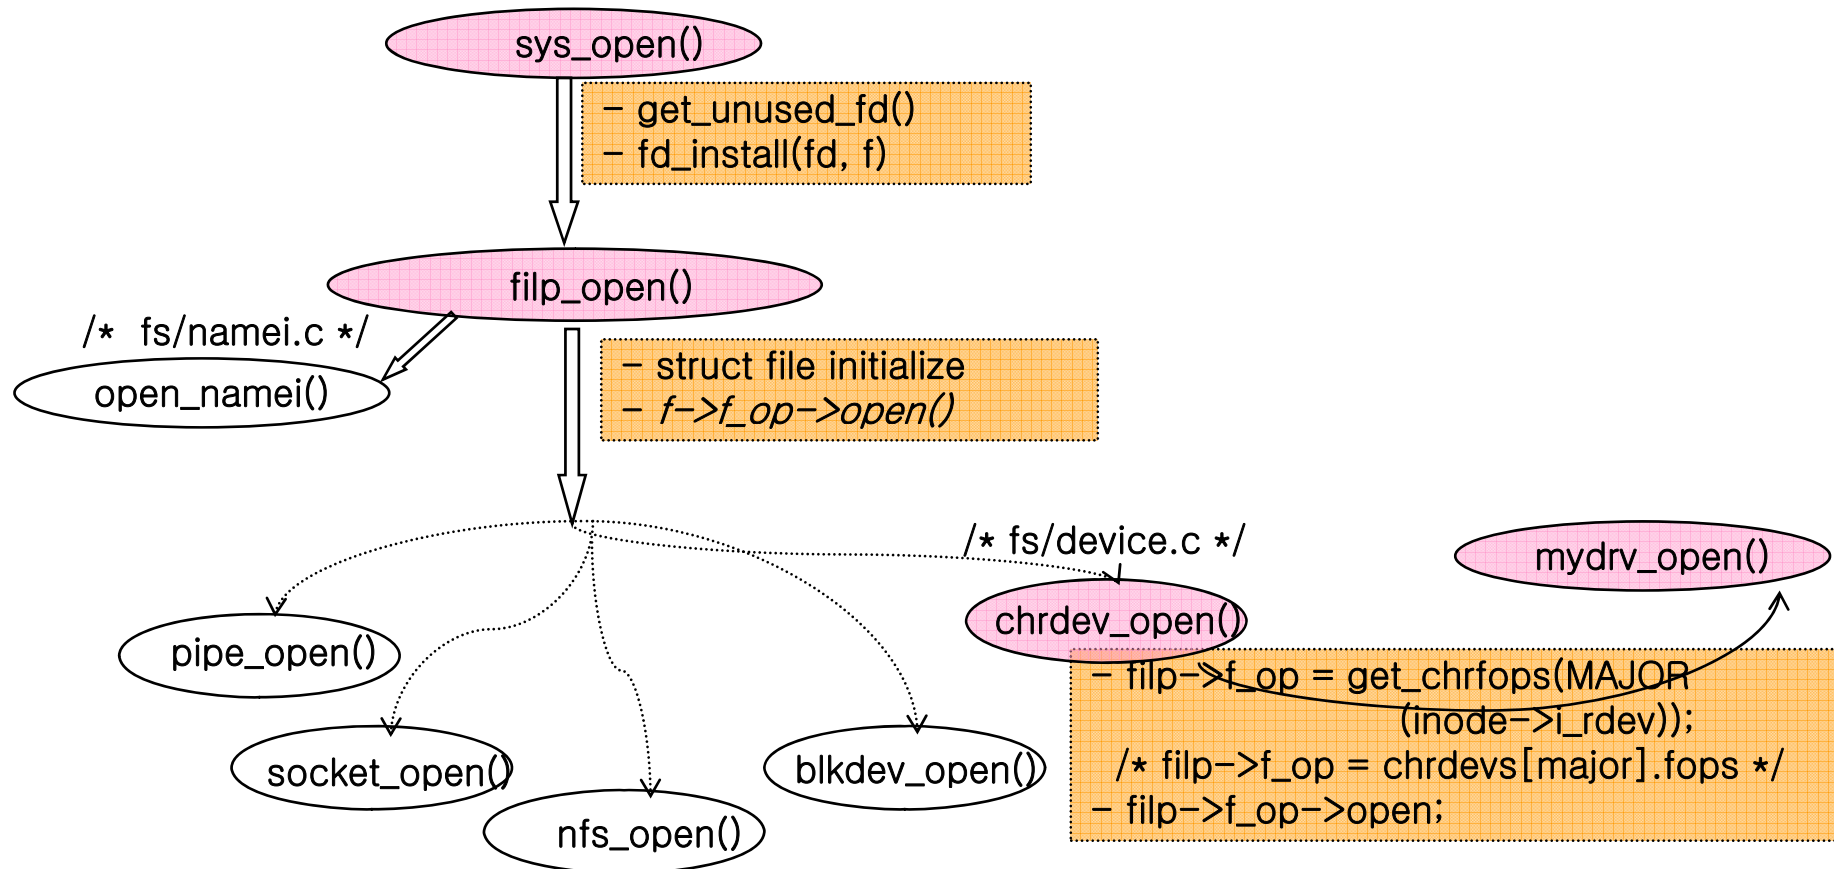 sys_open()
- get_unused_fd()
- fd_install(fd, f)
filp_open()
/* fs/namei.c */
open_namei()
- struct file initialize
- f->f_op->open()
/* fs/device.c */
mydrv_open()
chrdev_open()
pipe_open()
- filp->f_op = get_chrfops(MAJOR
(inode->i_rdev));
/* filp->f_op = chrdevs[major].fops */
- filp->f_op->open;
socket_open()
blkdev_open()
nfs_open()